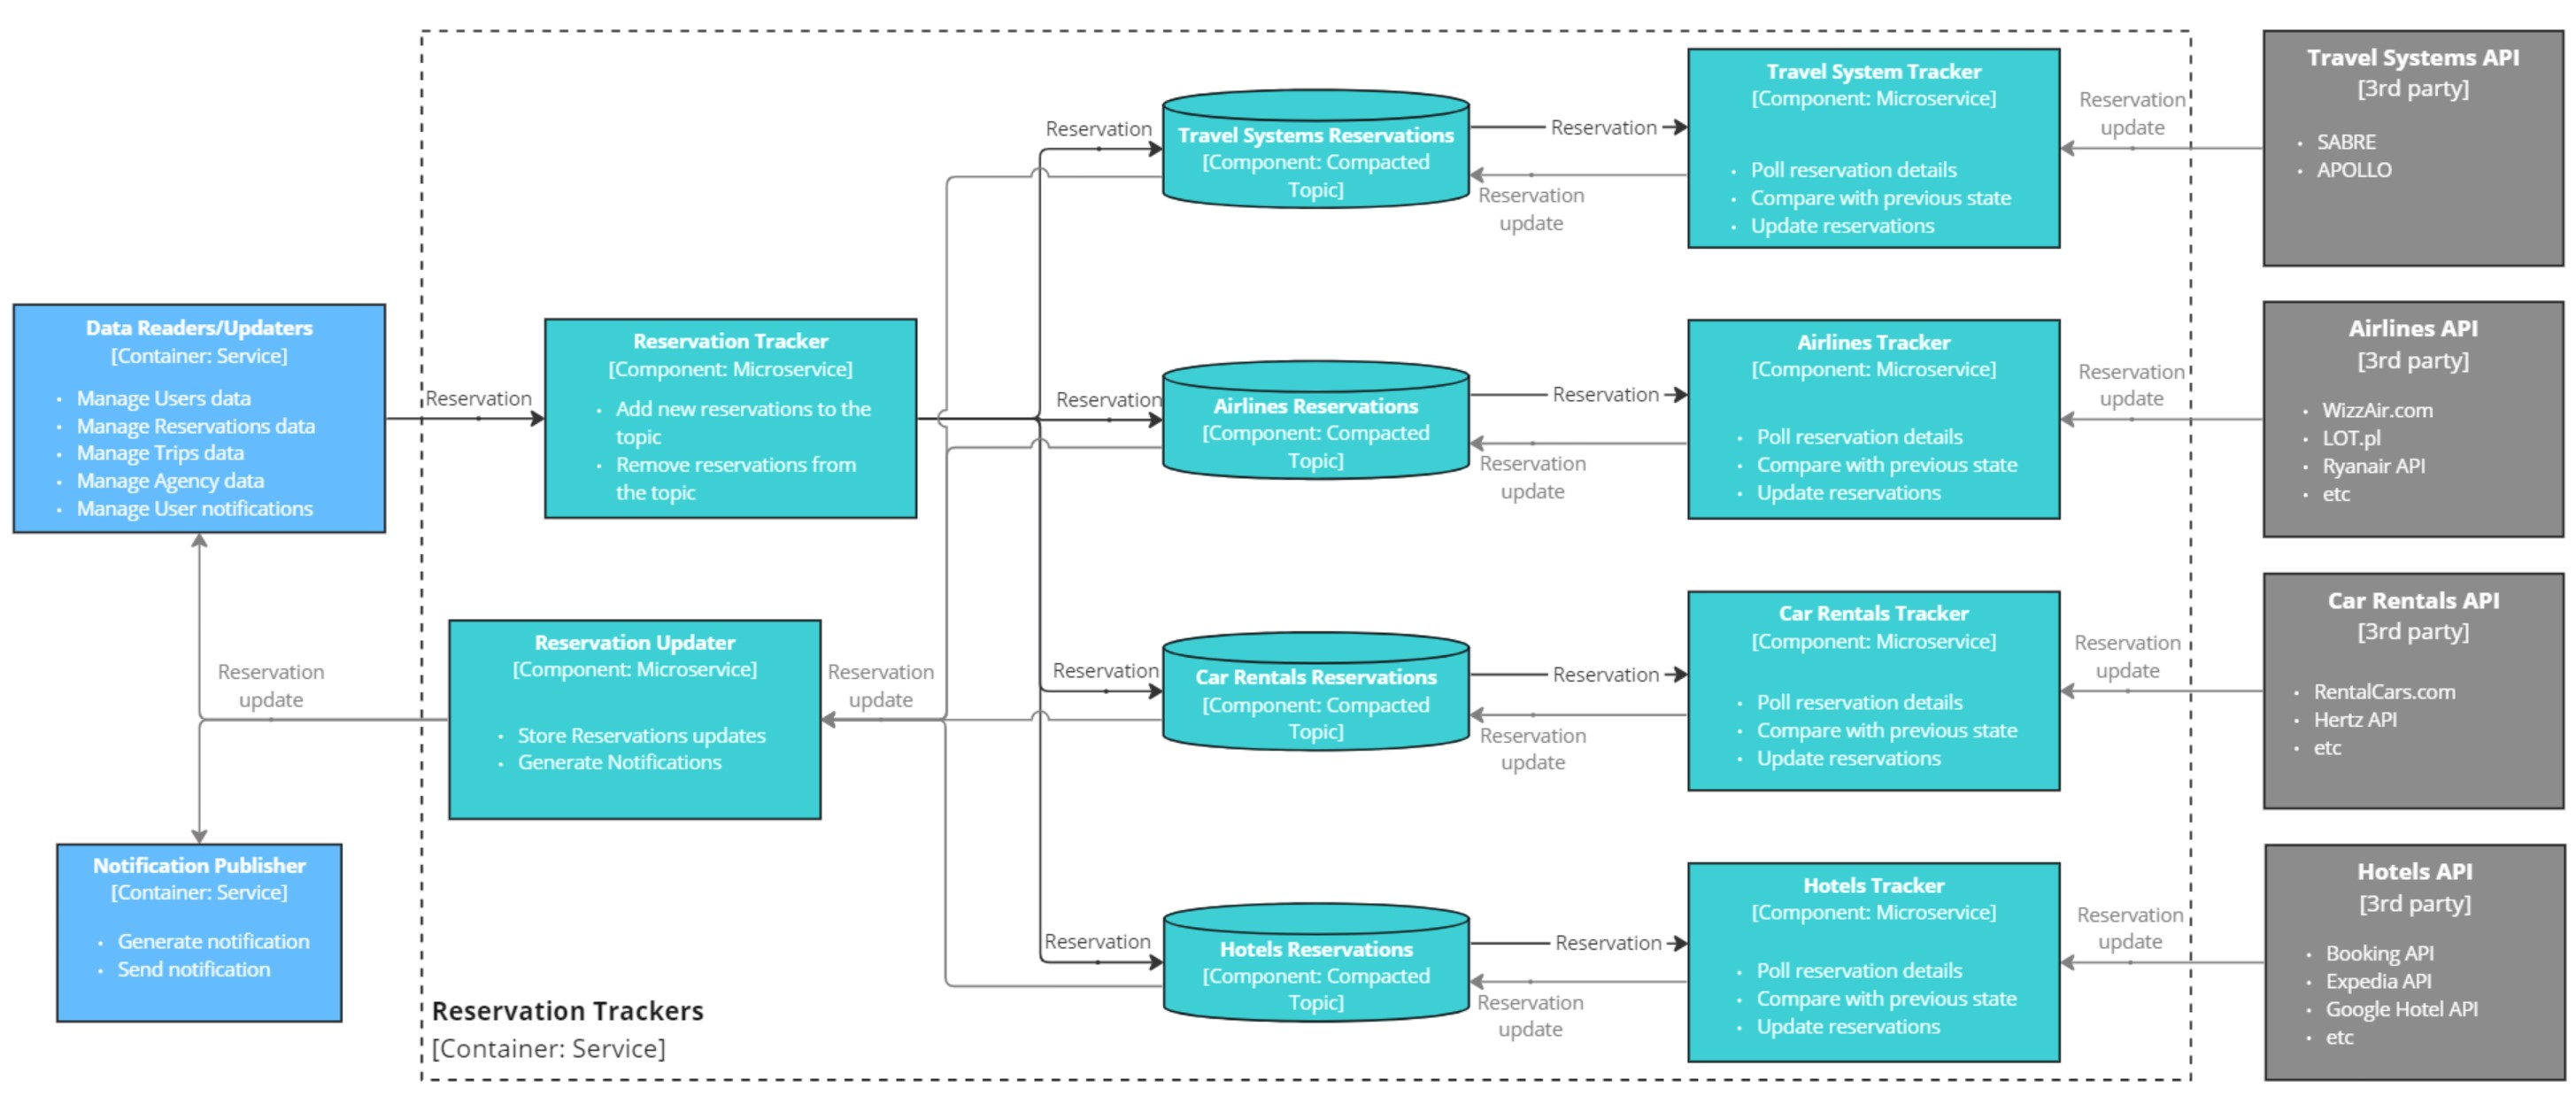 Data Readers/Updaters
[Container: Service]
• Manage Users data
• Manage Reservations data
• Manage Trips data
• Manage Agency data
• Manage User notifications
Reservation
update
Notification Publisher
[Container: Service]
• Generate notification
• Send notification
Reservation
Reservation Tracker
[Component: Microservice]
• Add new reservations to the
topic
• Remove reservations from
the topic
Reservation Updater
[Component: Microservice]
• Store Reservations updates
• Generate Notifications
Reservation
update
Reservation Trackers
[Container: Service]
Reservation
Travel Systems Reservations
[Component: Compacted
Topic]
Reservation
Reservation
update
Travel System Tracker
[Component: Microservice]
• Poll reservation details
• Compare with previous state
• Update reservations
Reservation
update
Travel Systems API
[3rd party]
• SABRE
• APOLLO
Reservation
Airlines Reservations
[Component: Compacted
Topic]
Reservation
Reservation
update
Airlines Tracker
[Component: Microservice]
• Poll reservation details
• Compare with previous state
• Update reservations
Reservation
update
Airlines API
[3rd party]
• WizzAir.com
• LOT.pl
• Ryanair API
• etc
Reservation
Car Rentals Reservations
[Component: Compacted
Topic]
Reservation
Reservation
update
Car Rentals Tracker
[Component: Microservice]
• Poll reservation details
• Compare with previous state
• Update reservations
Reservation
update
Car Rentals API
[3rd party]
• RentalCars.com
• Hertz API
• etc
Reservation
Hotels Reservations
[Component: Compacted
Topic]
Reservation
Reservation
update
Hotels Tracker
[Component: Microservice]
• Poll reservation details
• Compare with previous state
• Update reservations
Reservation
update
Hotels API
[3rd party]
• Booking API
• Expedia API
• Google Hotel API
• etc